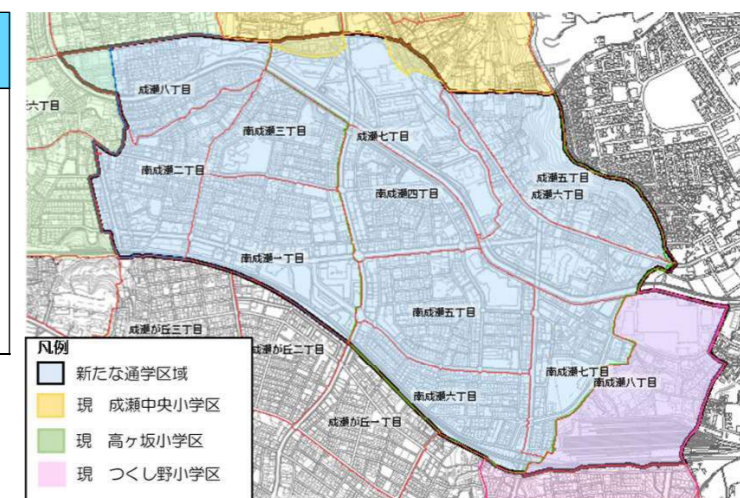 六丁目
成瀬八丁目
南成瀬三丁目
成瀬七丁目
南成瀬二丁目
成瀬五丁目
南成瀬四丁目
成瀬六丁目
南成瀬一丁目
南成瀬五丁目
成瀬が丘三丁目
成瀬が丘二丁目
南成瀬七丁目
南成瀬八丁目
南成瀬六丁目
成瀬が丘一丁目
凡例
新たな通学区域
現 成瀬中央小学区
現 高ヶ坂小学区
現 つくし野小学区